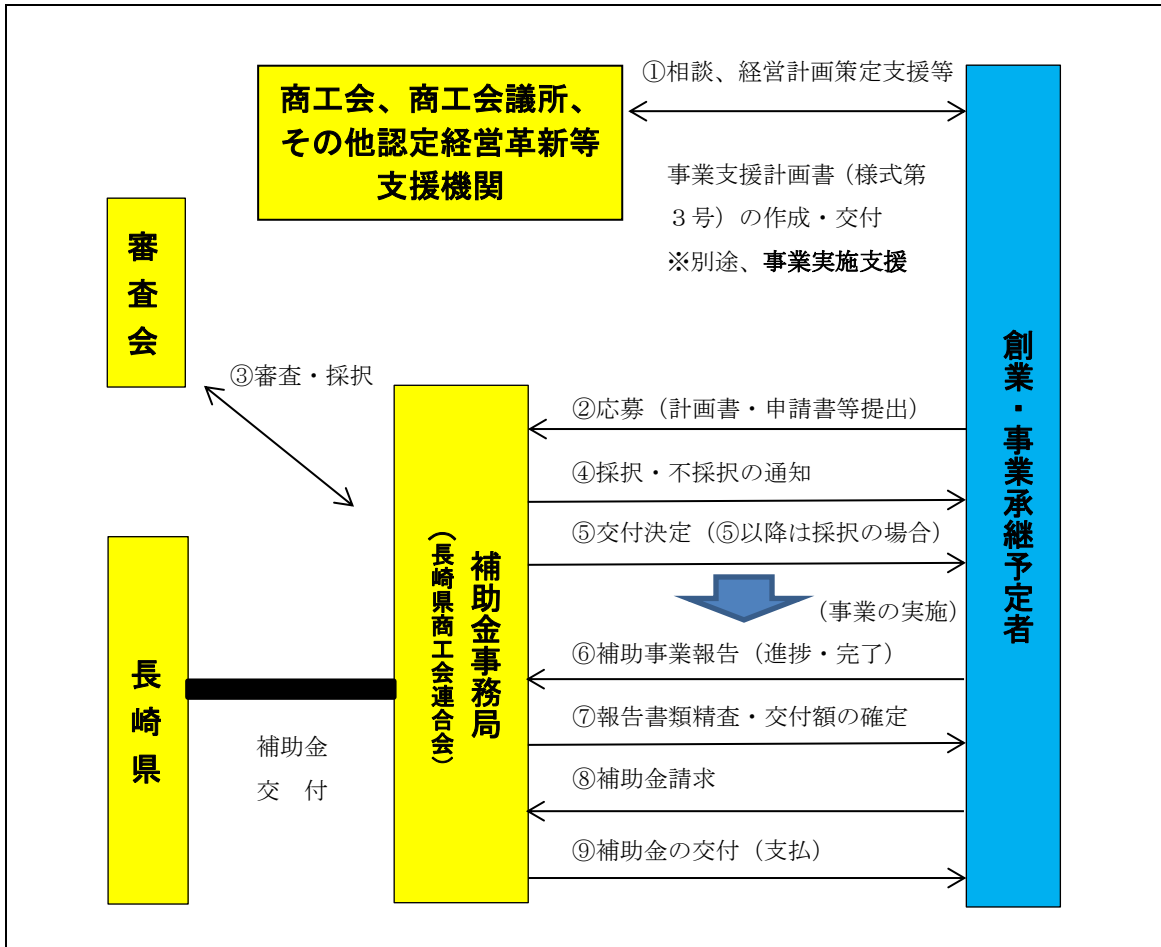 ①相談、経営計画策定支援等
商工会、商工会議所、
その他認定経営革新等
支援機関
事業支援計画書（様式第
３号）の作成・交付
※別途、事業実施支援
審査会
③審査・採択
創業・事業承継予定者
②応募（計画書・申請書等提出）
④採択・不採択の通知
⑤交付決定（⑤以降は採択の場合）
（事業の実施）
補助金事務局
（長崎県商工会連合会）
⑥補助事業報告（進捗・完了）
⑦報告書類精査・交付額の確定
長崎県
補助金
交　付
⑧補助金請求
⑨補助金の交付（支払）